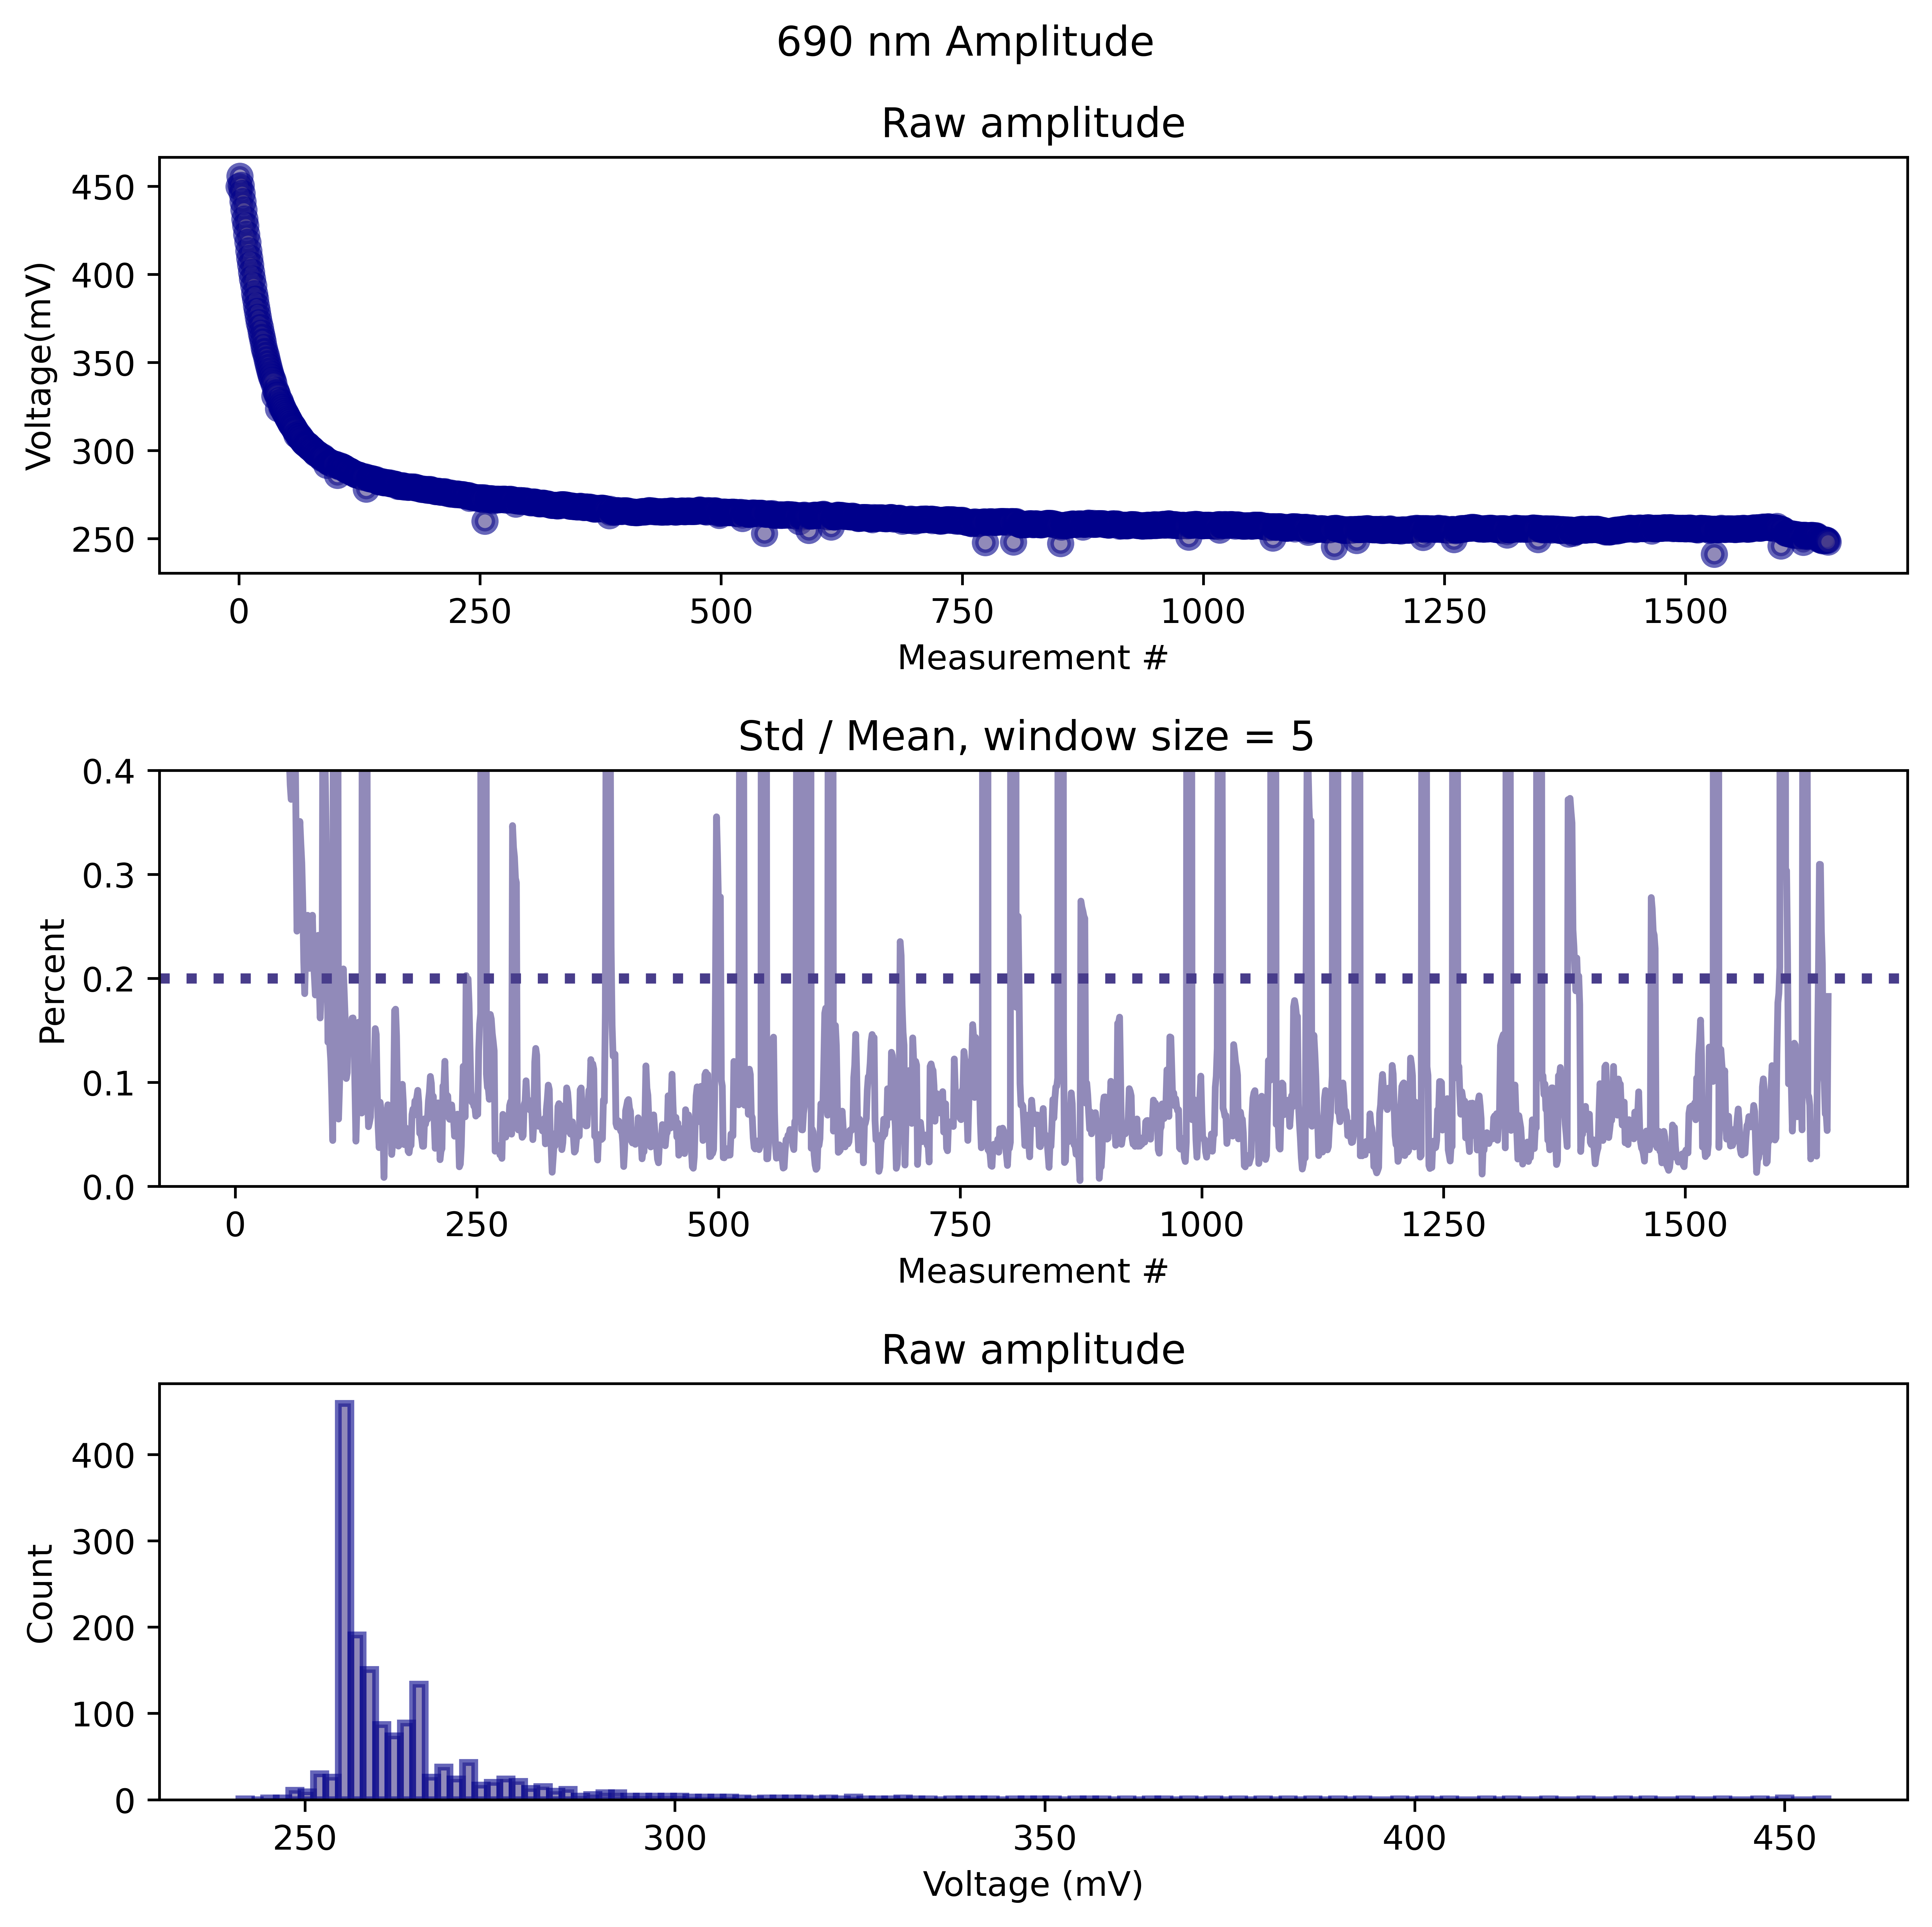 690 nm Amplitude
Raw amplitude
Voltage(mV)
450
400
350
300
250
0 250 500 750 1000 1250 1500
Measurement #
Std / Mean, window size = 5
Percent
0.4
0.3
0.2
0.1
0.0
0 250 500 750 1000 1250 1500
Measurement #
Raw amplitude
Count
400
300
200
100
0
250 300 350 400 450
Voltage (mV)